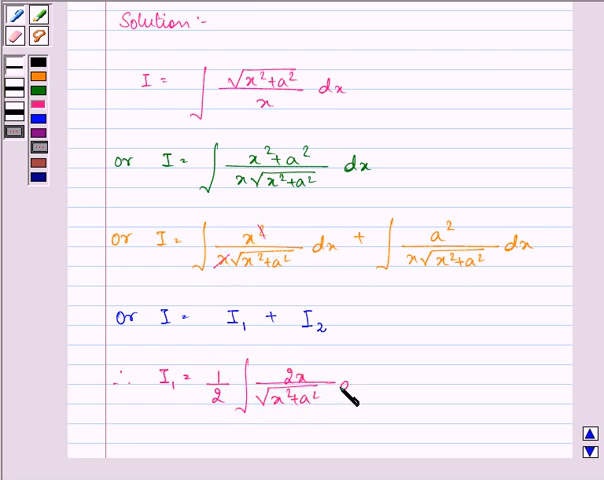 Solution :-
I = ∫ √(x²+a²) / x dx
or I = ∫ (x²+a²) / (x√(x²+a²)) dx
or I = ∫ x² / (x√(x²+a²)) dx + ∫ a² / (x√(x²+a²)) dx
or I = I₁ + I₂
∴ I₁ = 1/2 ∫ 2x / √(x²+a²)